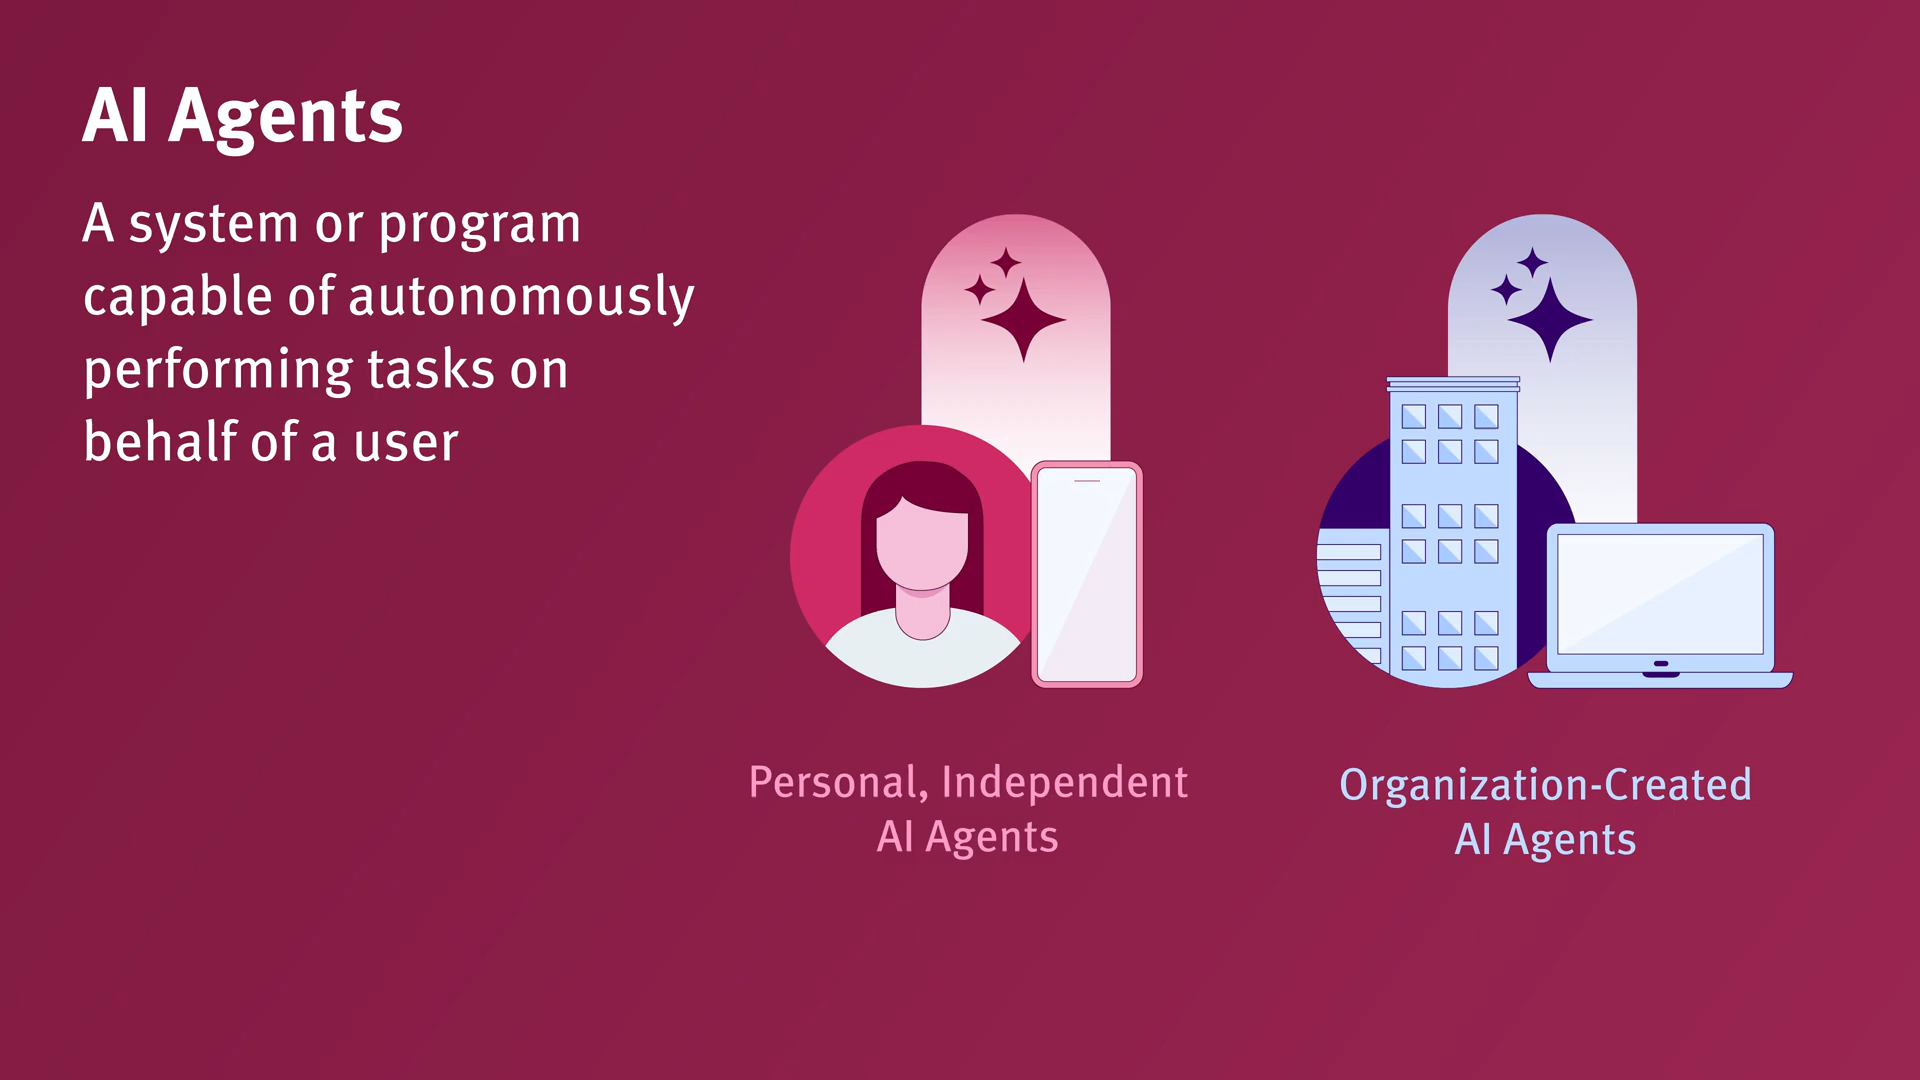 AI Agents
A system or program
capable of autonomously
performing tasks on
behalf of a user
Personal, Independent
AI Agents
Organization-Created
AI Agents